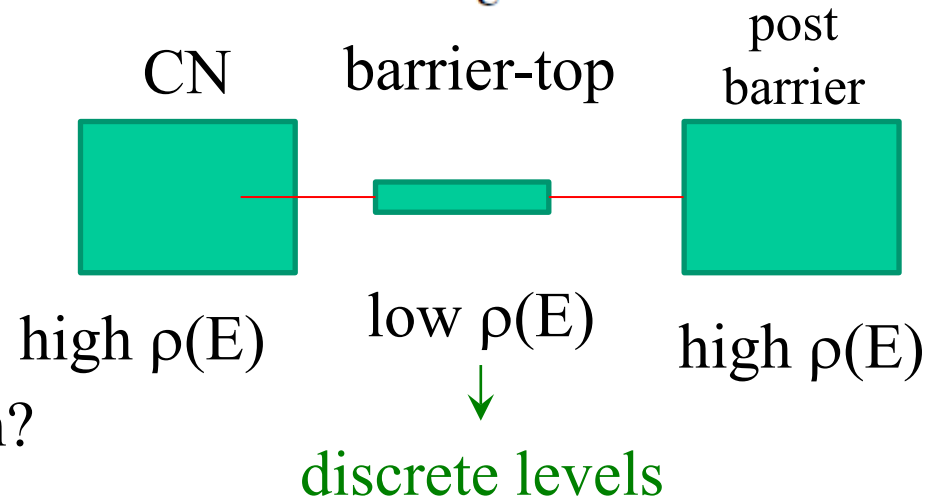 CN
barrier-top
post
barrier
high ρ(E)
low ρ(E)
high ρ(E)
?
discrete levels